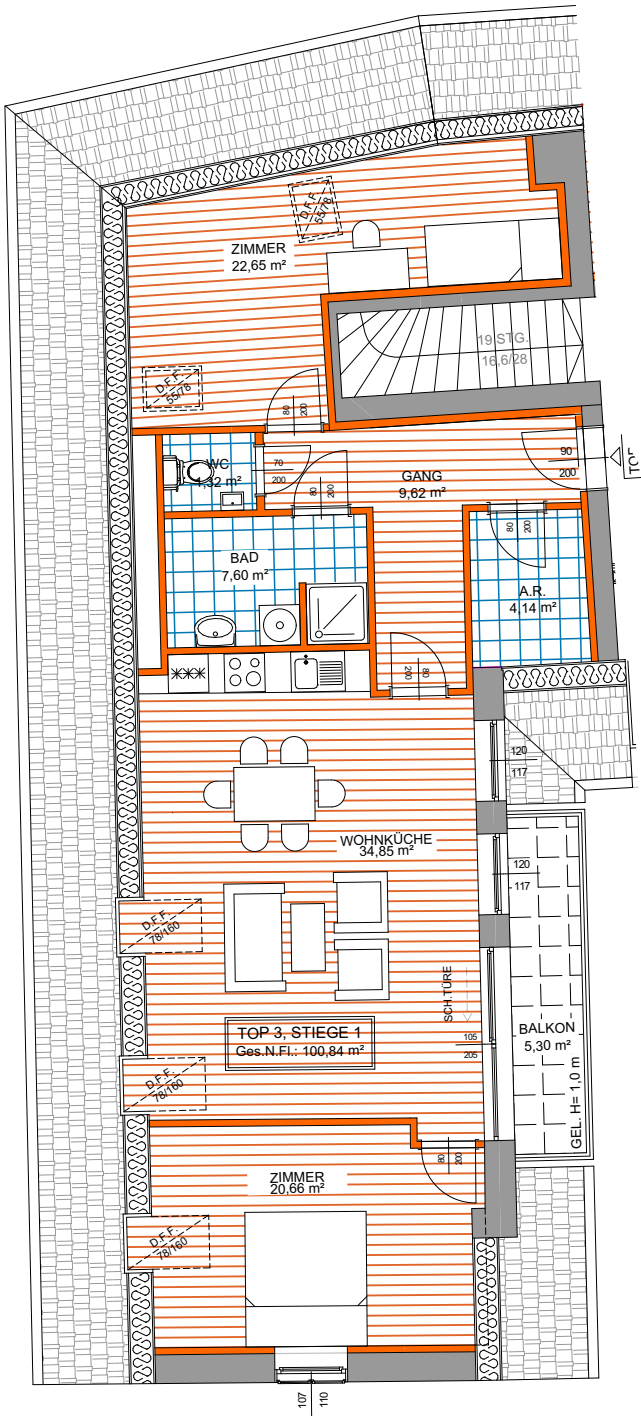 D.F.F.
55/78
ZIMMER
22,65 m²
19 STG.
16,6/28
D.F.F.
55/78
80
200
WC
1,32 m²
70
200
80
200
GANG
9,62 m²
90
200
TOP
80
200
BAD
7,60 m²
A.R.
4,14 m²
80
200
120
117
WOHNKÜCHE
34,85 m²
120
117
D.F.F.
78/160
SCH.TÜRE
TOP 3, STIEGE 1
Ges.N.Fl.: 100,84 m²
105
205
BALKON
5,30 m²
GEL. H= 1,0 m
D.F.F.
78/160
80
200
ZIMMER
20,66 m²
D.F.F.
78/160
107
110